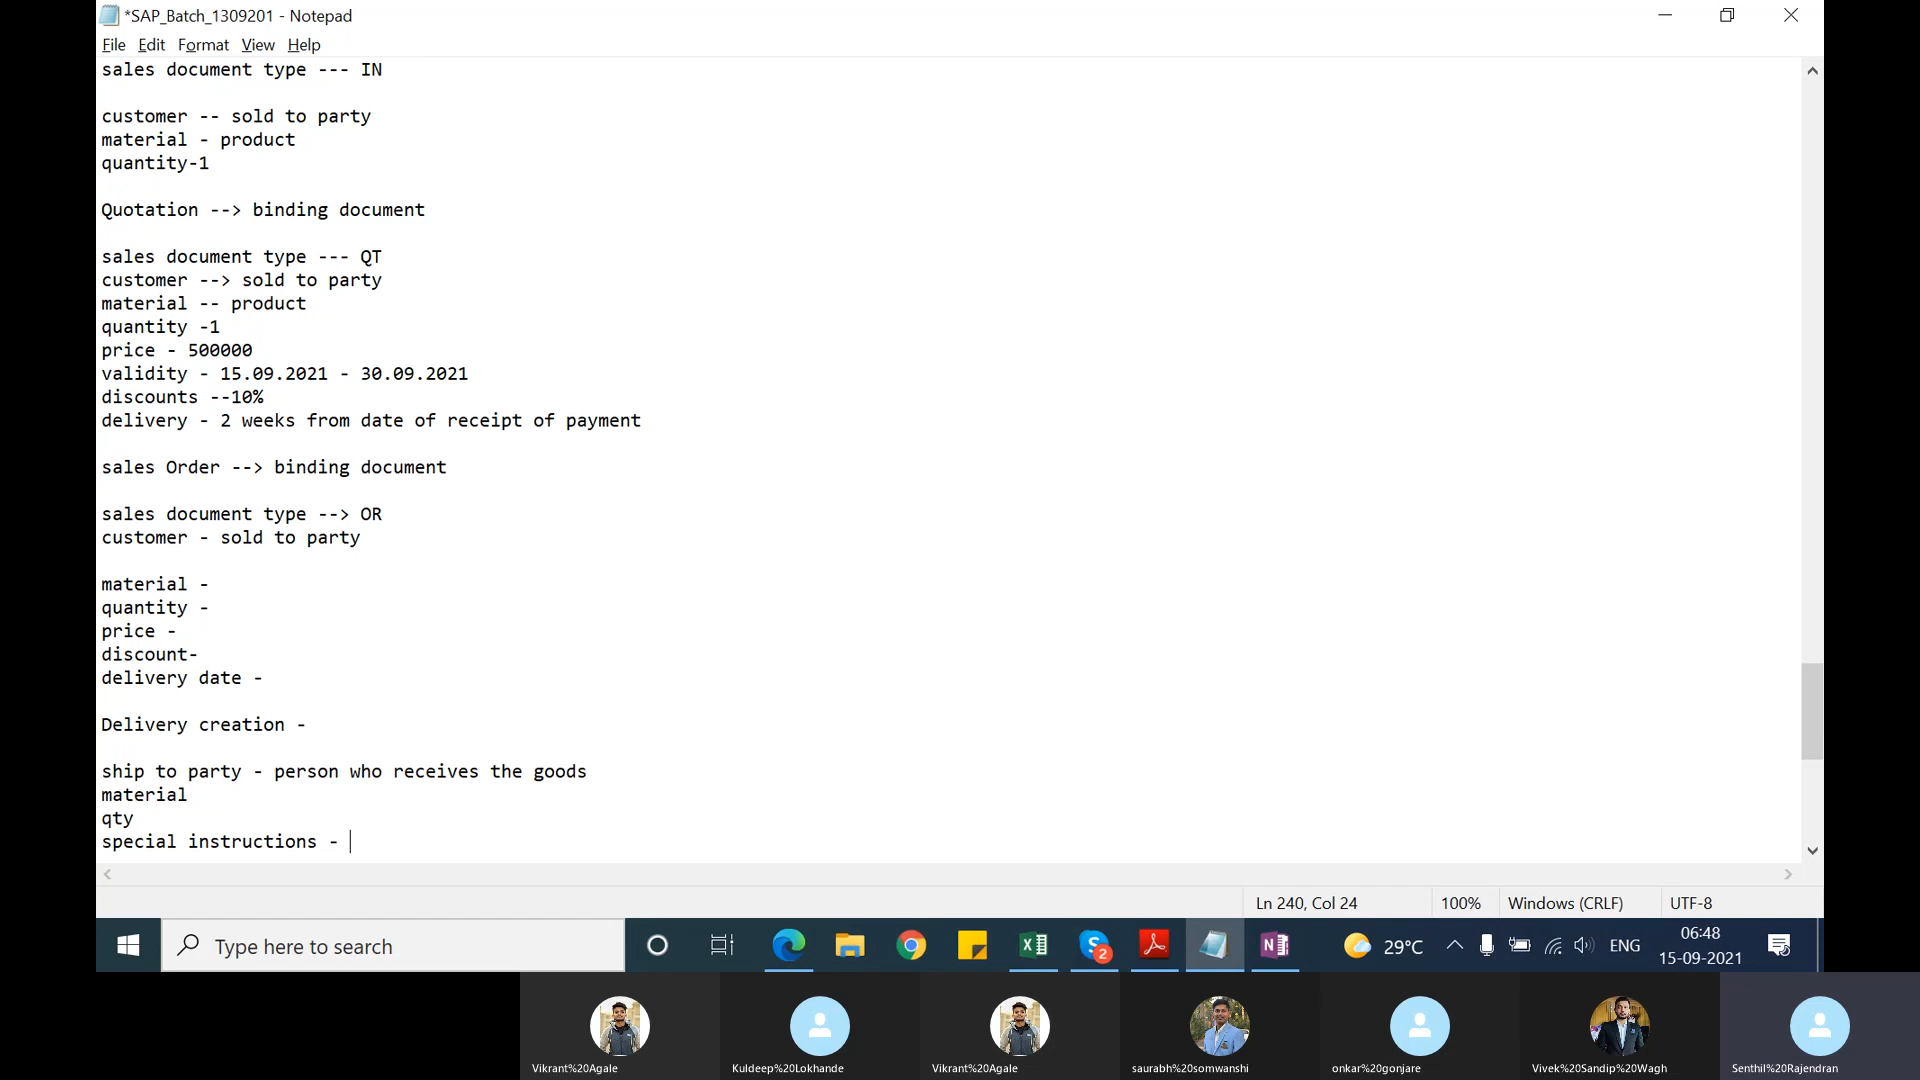 *SAP_Batch_1309201 - Notepad
File Edit Format View Help
sales document type --- IN
customer -- sold to party
material - product
quantity-1
Quotation --> binding document
sales document type --- QT
customer --> sold to party
material -- product
quantity -1
price - 500000
validity - 15.09.2021 - 30.09.2021
discounts --10%
delivery - 2 weeks from date of receipt of payment
sales Order --> binding document
sales document type --> OR
customer - sold to party
material -
quantity -
price -
discount-
delivery date -
Delivery creation -
ship to party - person who receives the goods
material
qty
special instructions -
Ln 240, Col 24 100% Windows (CRLF) UTF-8
Type here to search
2
29°C ENG
06:48
15-09-2021
Vikrant%20Agale Kuldeep%20Lokhande Vikrant%20Agale saurabh%20somwanshi onkar%20gonjare Vivek%20Sandip%20Wagh Senthil%20Rajendran